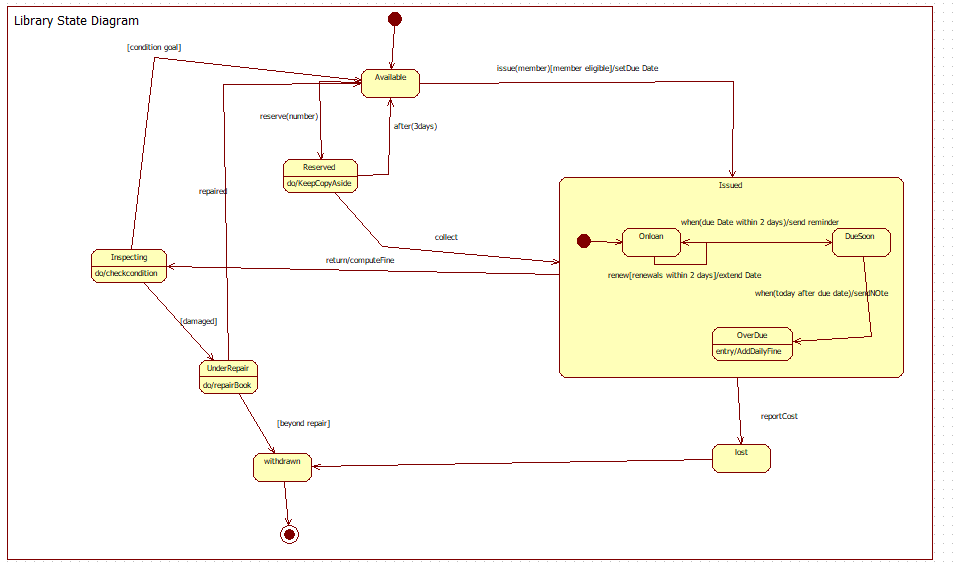 Library State Diagram
[condition goal]
Available
issue(member)[member eligible]/setDue Date
reserve(number)
after(3days)
Reserved
do/KeepCopyAside
repaired
Issued
when(due Date within 2 days)/send reminder
Onloan
DueSoon
collect
return/computeFine
Inspecting
do/checkcondition
renew[renewals within 2 days]/extend Date
when(today after due date)/sendNOte
[damaged]
OverDue
entry/AddDailyFine
UnderRepair
do/repairBook
reportCost
[beyond repair]
lost
withdrawn